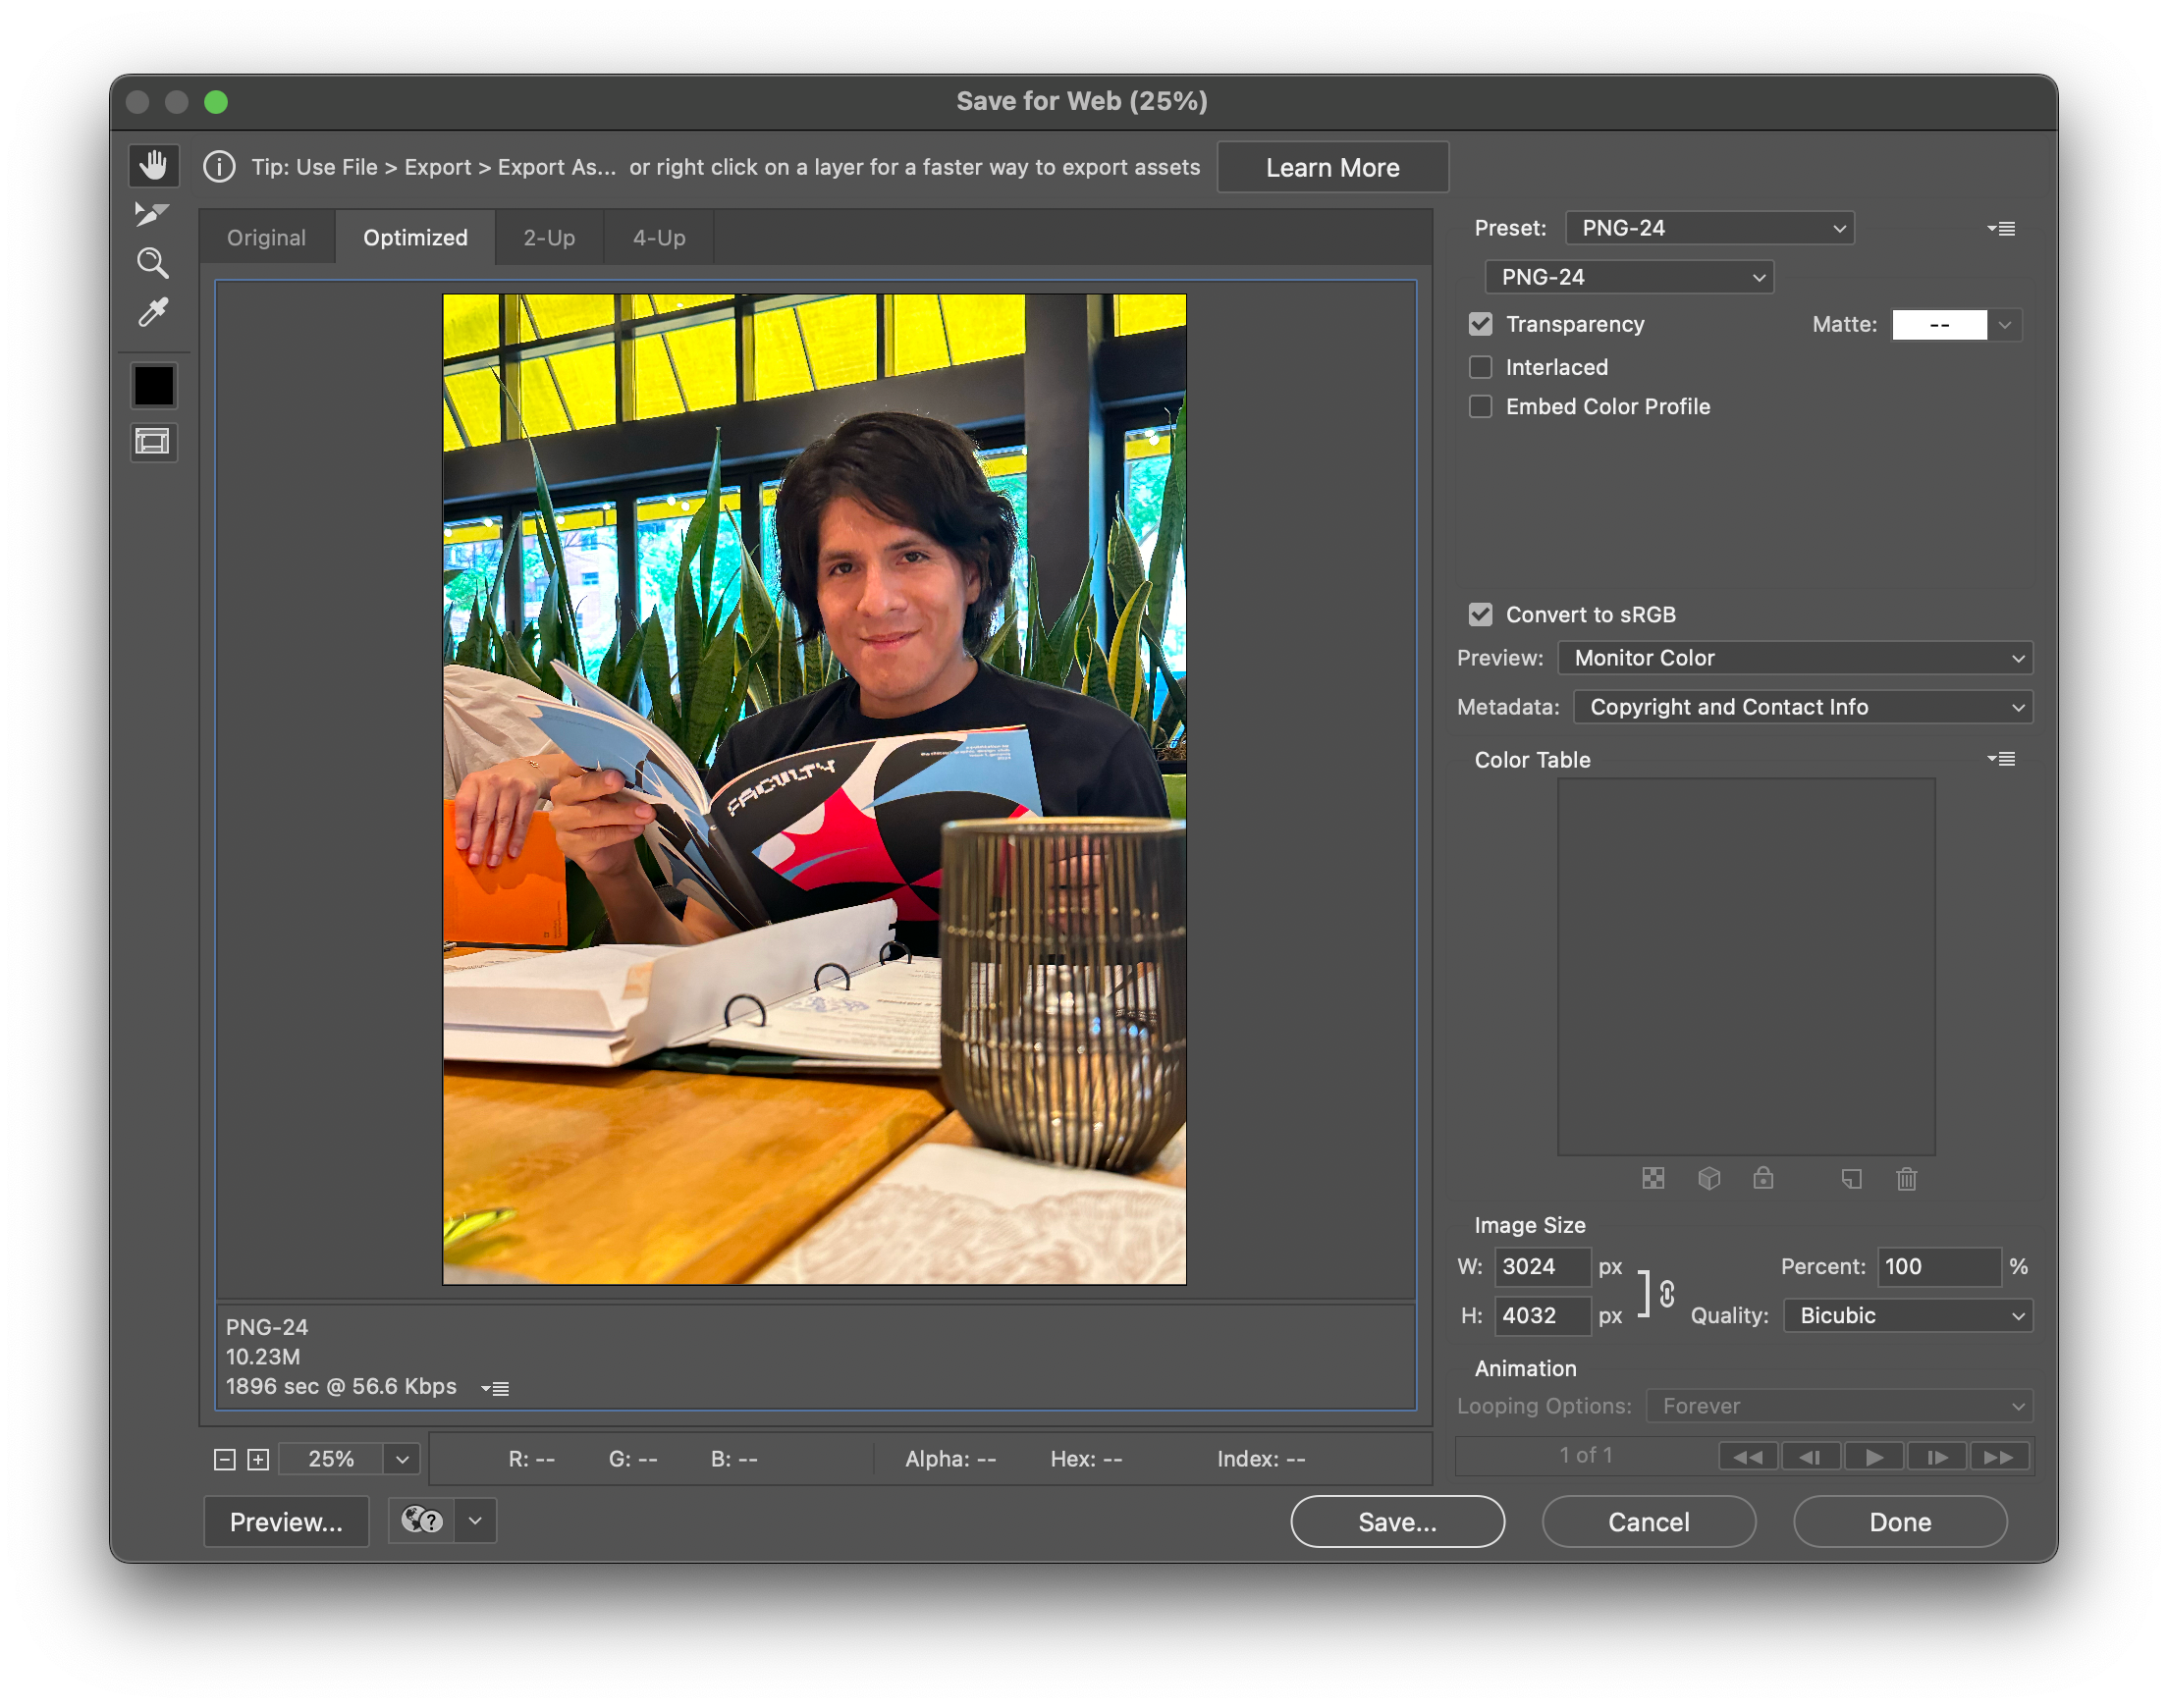 Save for Web (25%)
Tip: Use File > Export > Export As... or right click on a layer for a faster way to export assets
Learn More
Original
Optimized
2-Up
4-Up
FACULTY
PNG-24
10.23M
1896 sec @ 56.6 Kbps
25%
R: --
G: --
B: --
Alpha: --
Hex: --
Index: --
Preview...
Preset: PNG-24
PNG-24
Transparency
Matte: --
Interlaced
Embed Color Profile
Convert to sRGB
Preview: Monitor Color
Metadata: Copyright and Contact Info
Color Table
Image Size
W: 3024 px
Percent: 100 %
H: 4032 px
Quality: Bicubic
Animation
Looping Options: Forever
1 of 1
Save...
Cancel
Done